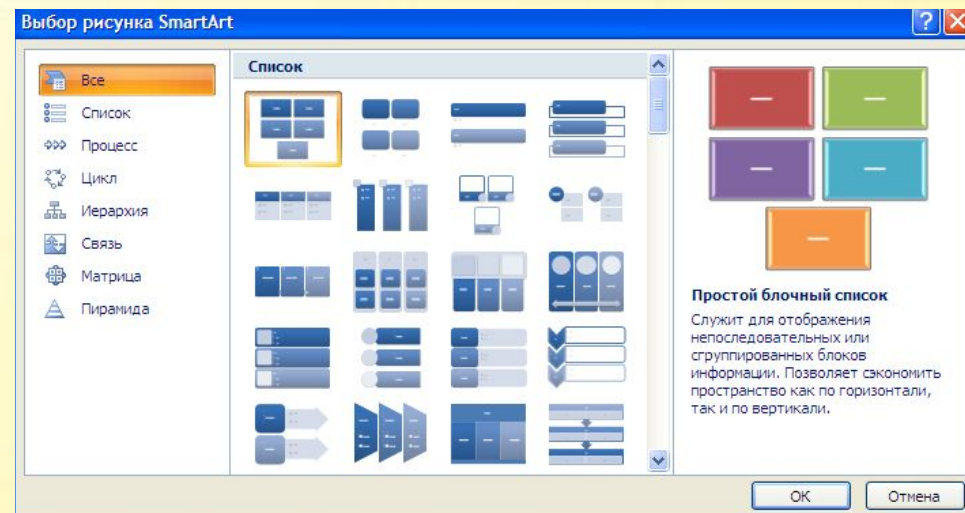 Выбор рисунка SmartArt
Все
Список
Процесс
Цикл
Иерархия
Связь
Матрица
Пирамида
Список
Простой блочный список
Служит для отображения
непоследовательных или
сгруппированных блоков
информации. Позволяет сэкономить
пространство как по горизонтали,
так и по вертикали.
ОК
Отмена